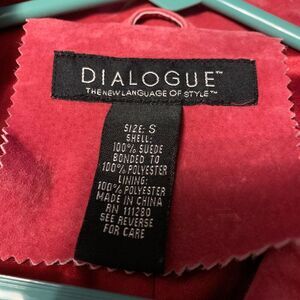 DIALOGUE™
THE NEW LANGUAGE OF STYLE™
SIZE: S
SHELL:
100% SUEDE
BONDED TO
100% POLYESTER
LINING:
100% POLYESTER
MADE IN CHINA
RN 111280
SEE REVERSE
FOR CARE